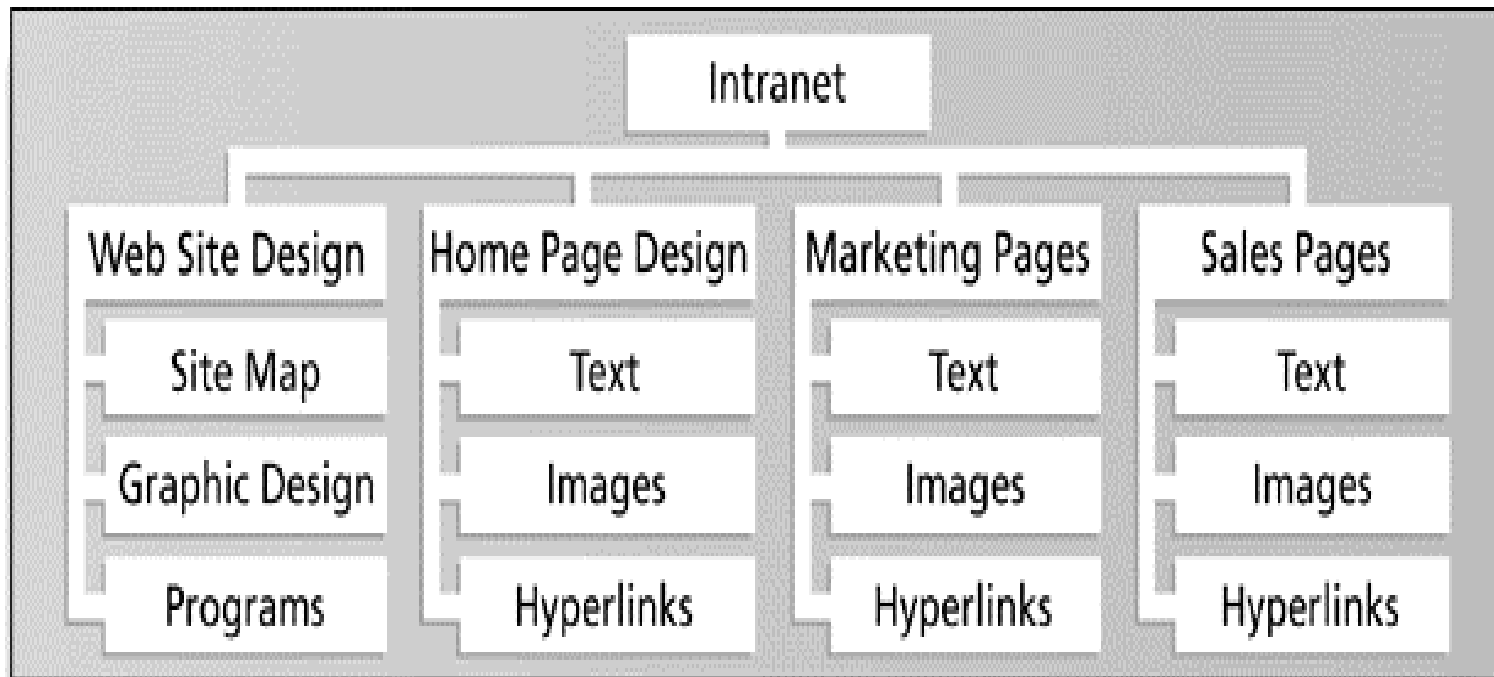 Intranet
Web Site Design
Home Page Design
Marketing Pages
Sales Pages
Site Map
Text
Text
Text
Graphic Design
Images
Images
Images
Programs
Hyperlinks
Hyperlinks
Hyperlinks